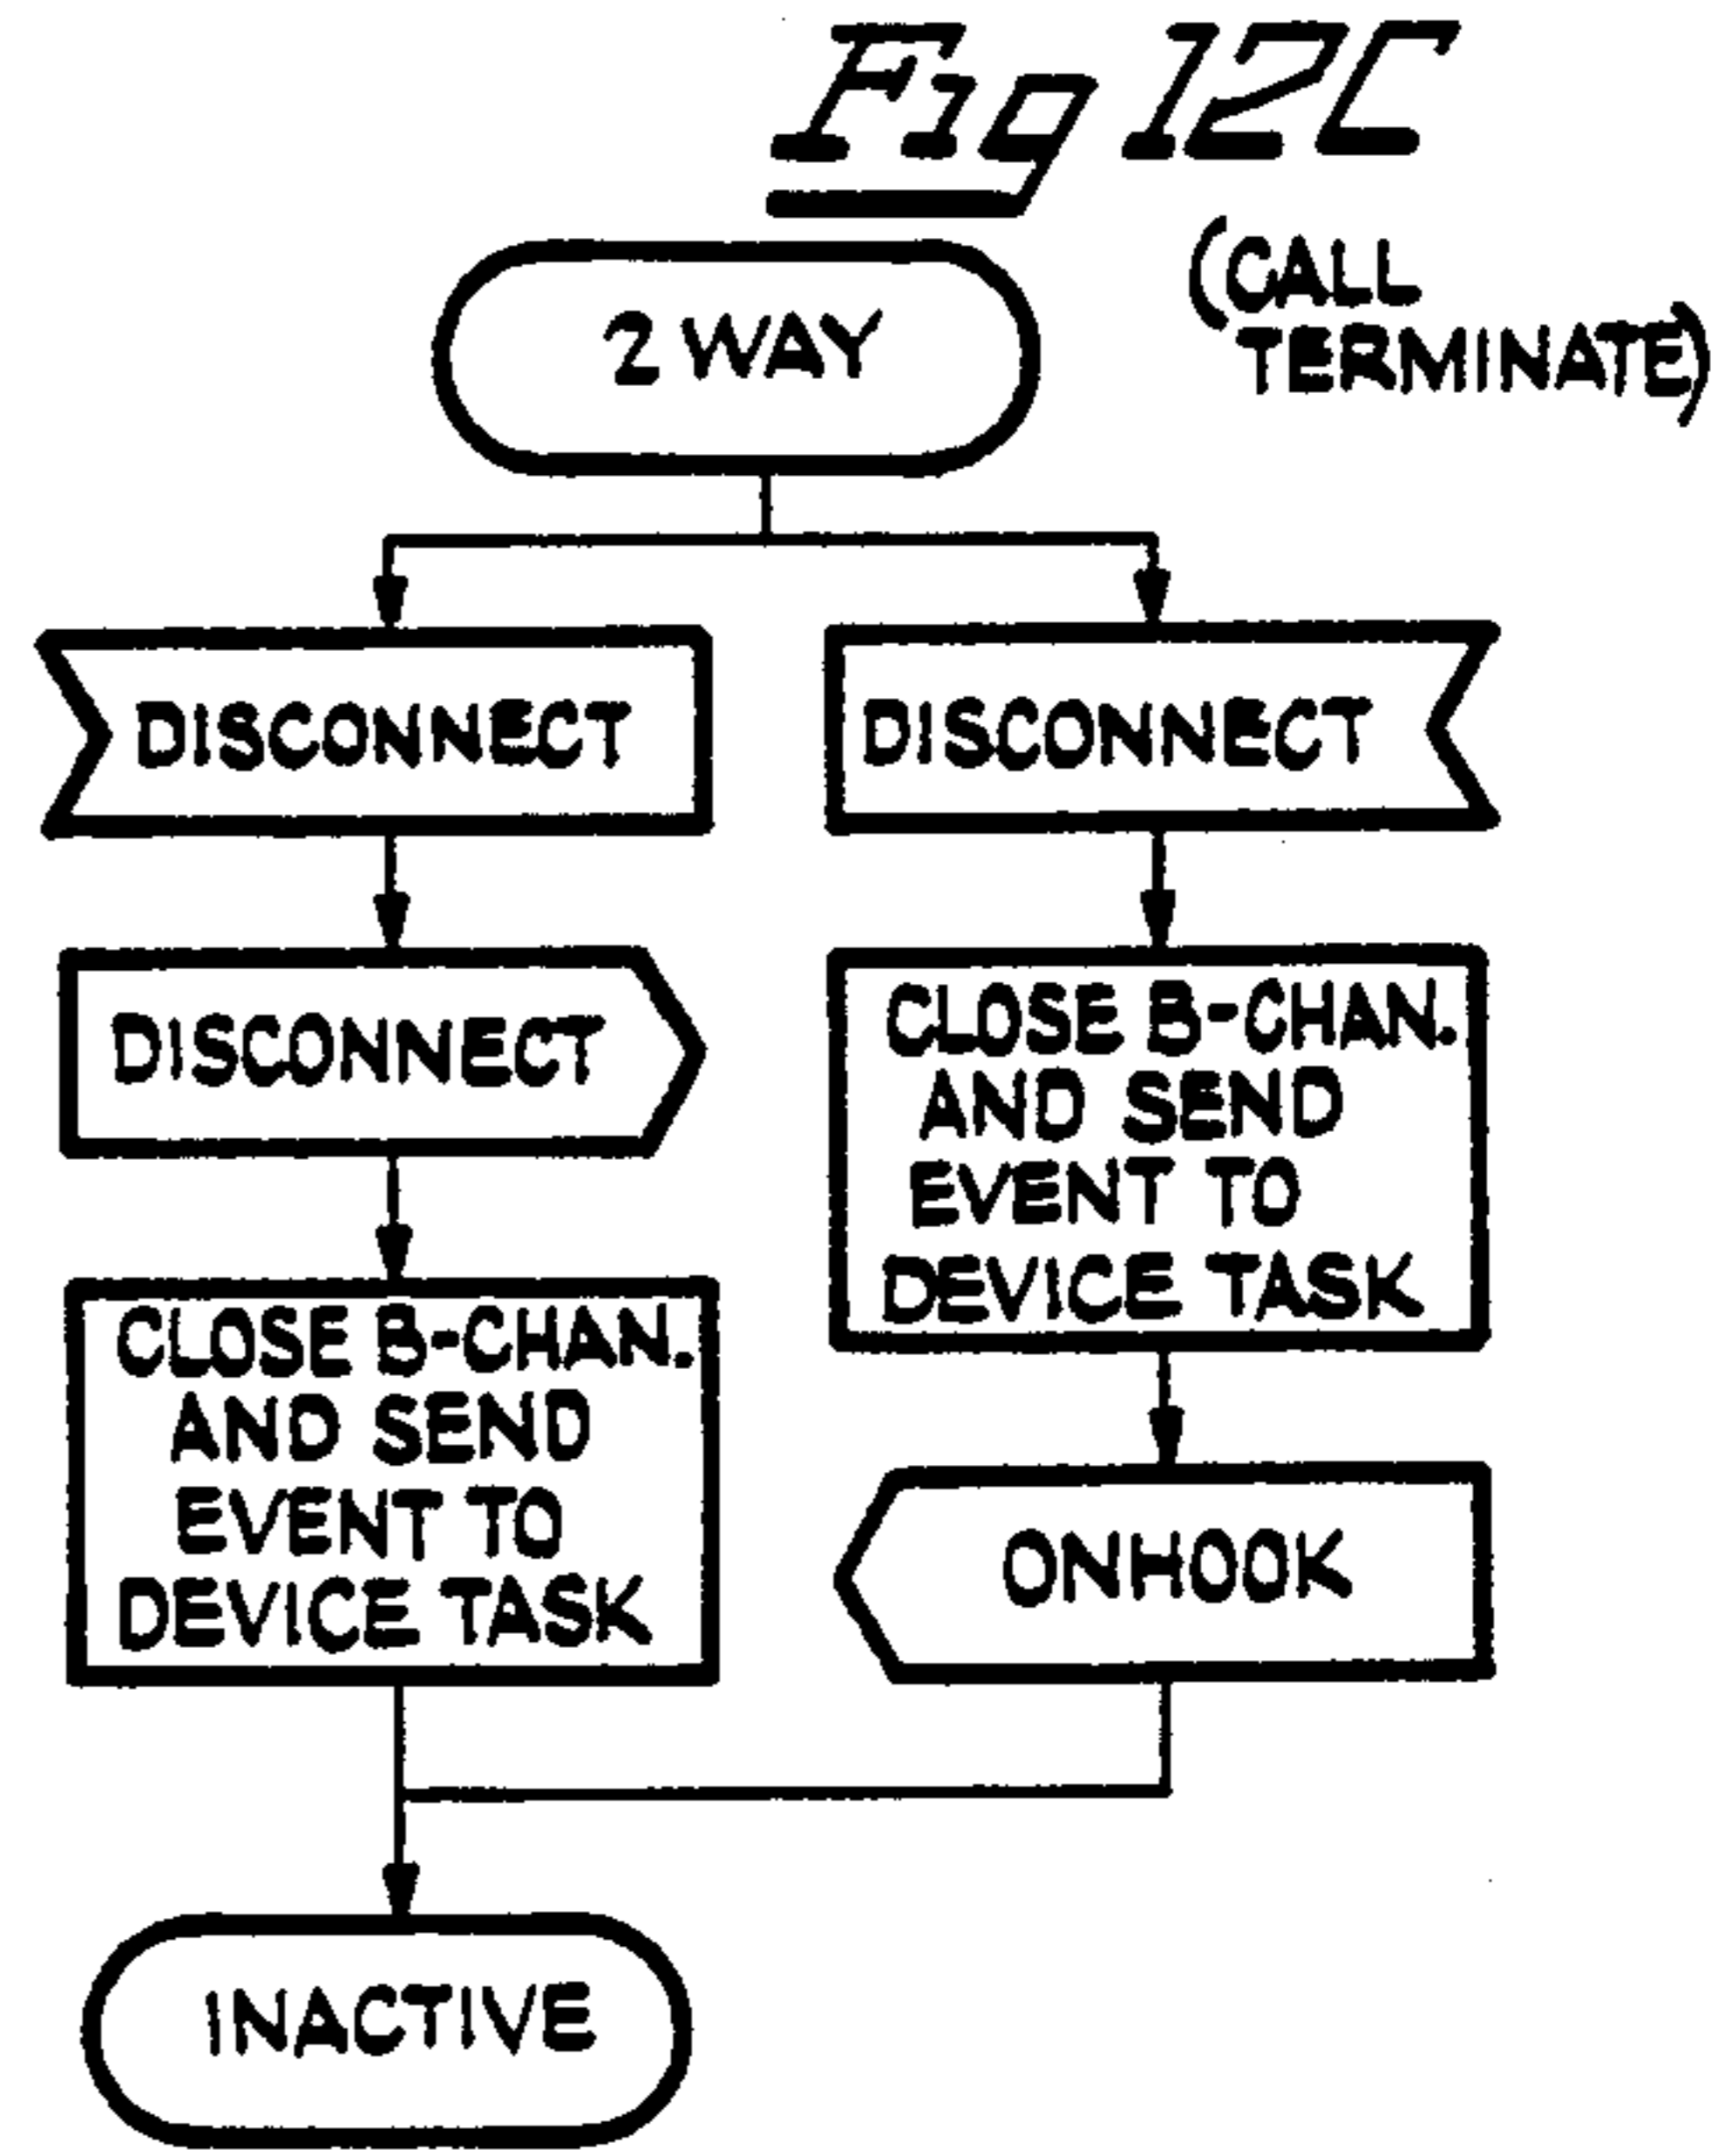 Fig 12C
(CALL
TERMINATE)
2 WAY
DISCONNECT
DISCONNECT
DISCONNECT
CLOSE B-CHAN.
AND SEND
EVENT TO
DEVICE TASK
CLOSE B-CHAN.
AND SEND
EVENT TO
DEVICE TASK
ONHOOK
INACTIVE